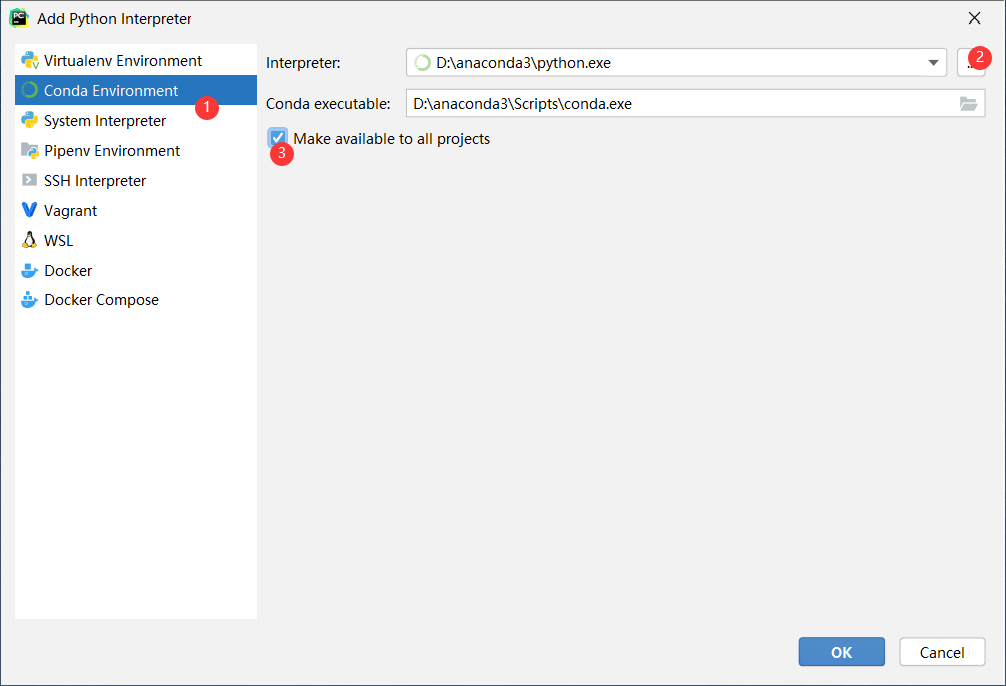 Add Python Interpreter
Virtualenv Environment
Conda Environment
1
System Interpreter
Pipenv Environment
SSH Interpreter
Vagrant
WSL
Docker
Docker Compose
Interpreter:
D:\anaconda3\python.exe
2
Conda executable:
D:\anaconda3\Scripts\conda.exe
Make available to all projects
3
OK
Cancel